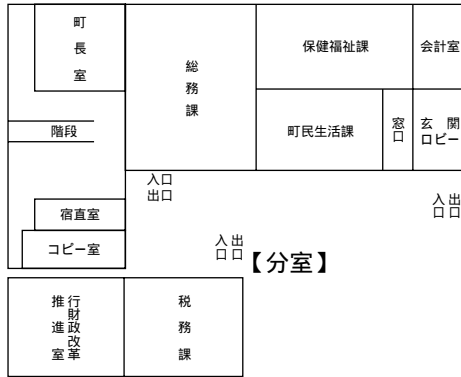 町長室
総務課
保健福祉課
会計室
階段
町民生活課
窓口
玄関
ロビー
入口
出口
宿直室
コピー室
出入口
出入口
【分室】
行財政改革
推進室
税務課